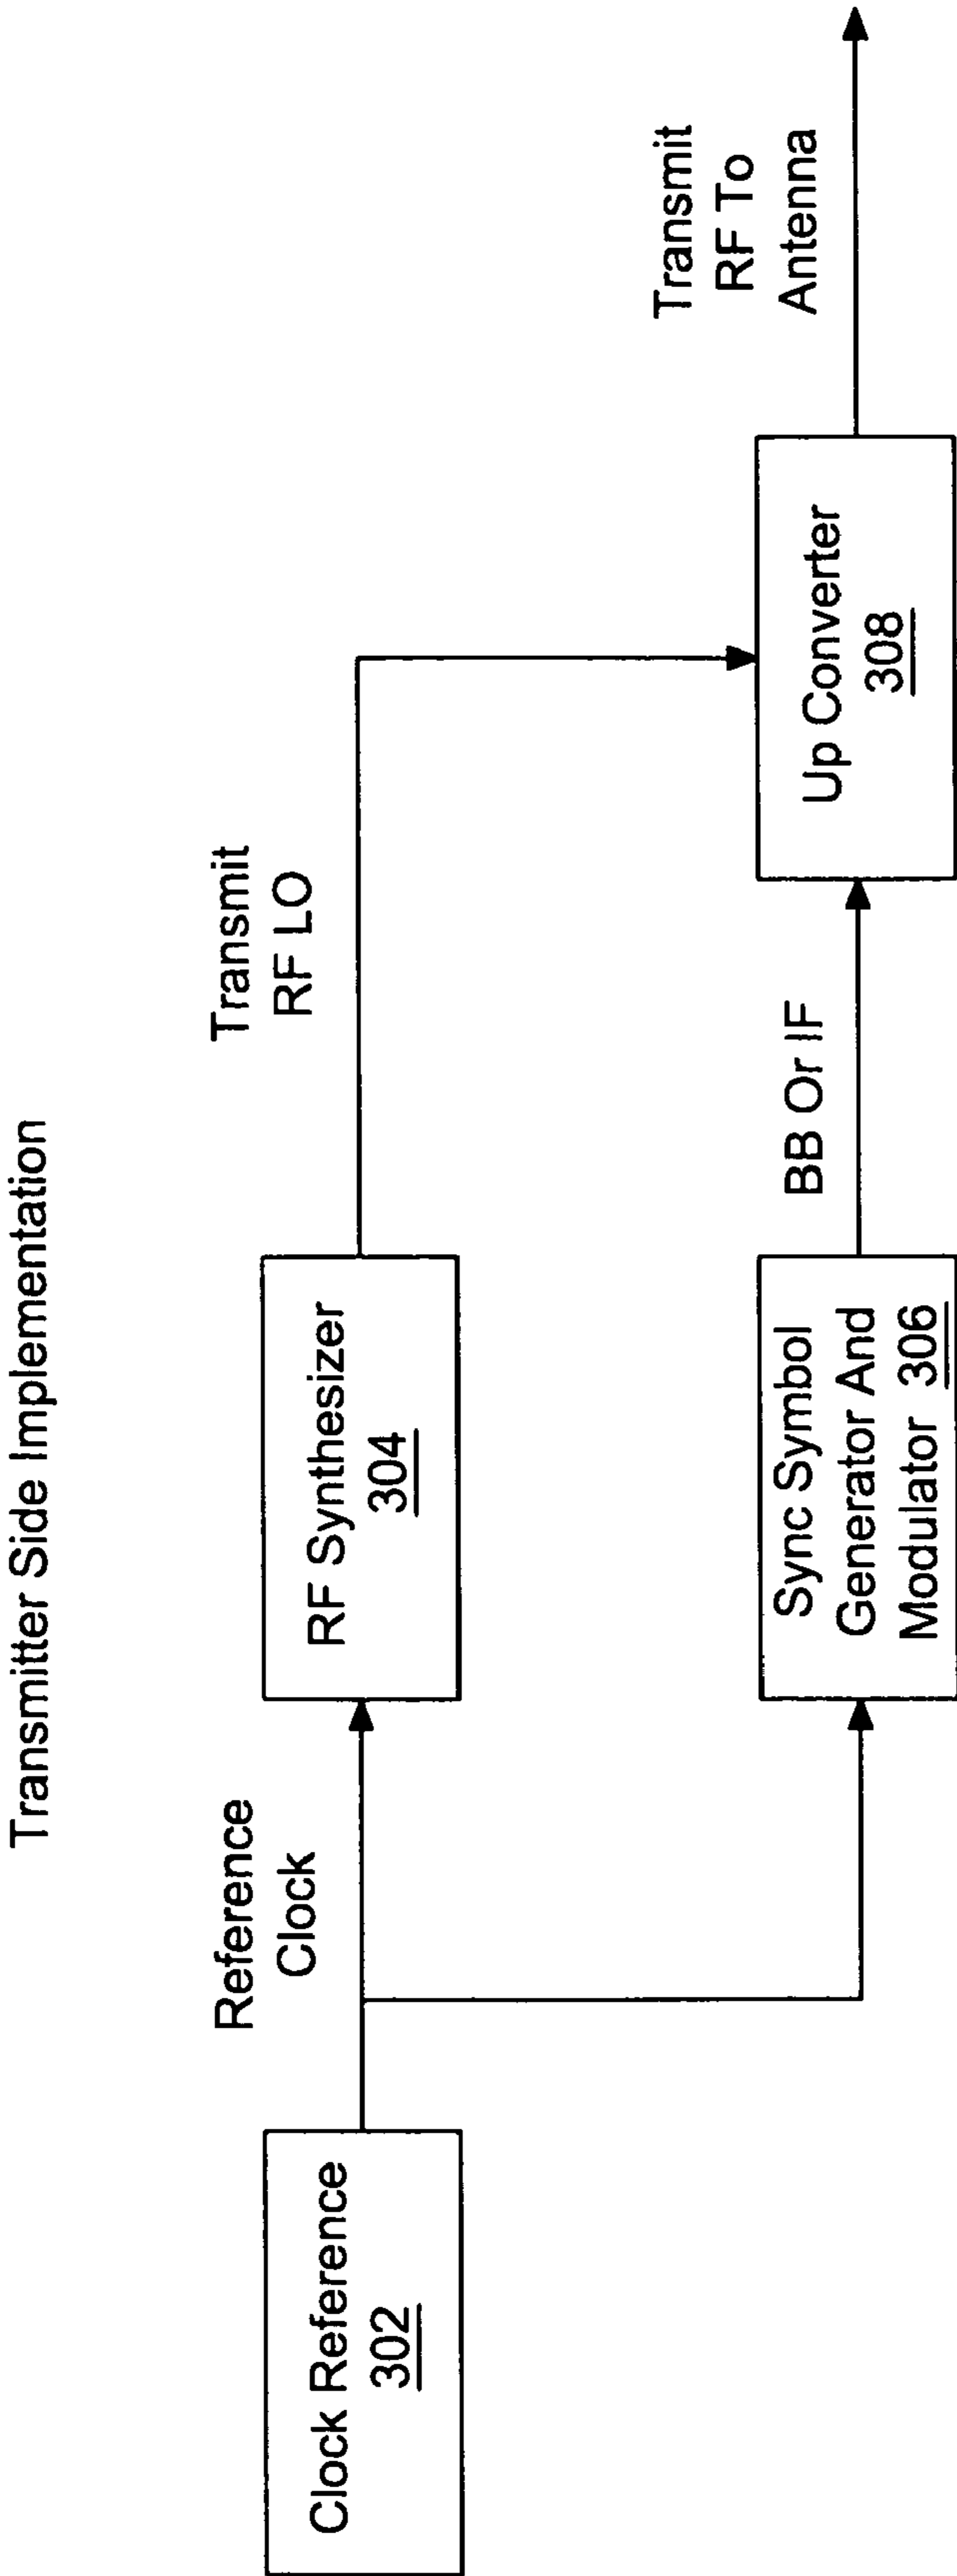 Transmitter Side Implementation
Clock Reference
302
Reference
Clock
RF Synthesizer
304
Transmit
RF LO
Sync Symbol
Generator And
Modulator 306
BB Or IF
Up Converter
308
Transmit
RF To
Antenna